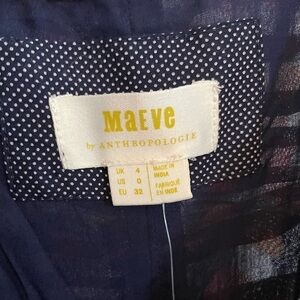 MaEVe
by ANTHROPOLOGIE
UK 4
US 0
EU 32
MADE IN
INDIA
FABRIQUÉ
EN INDE